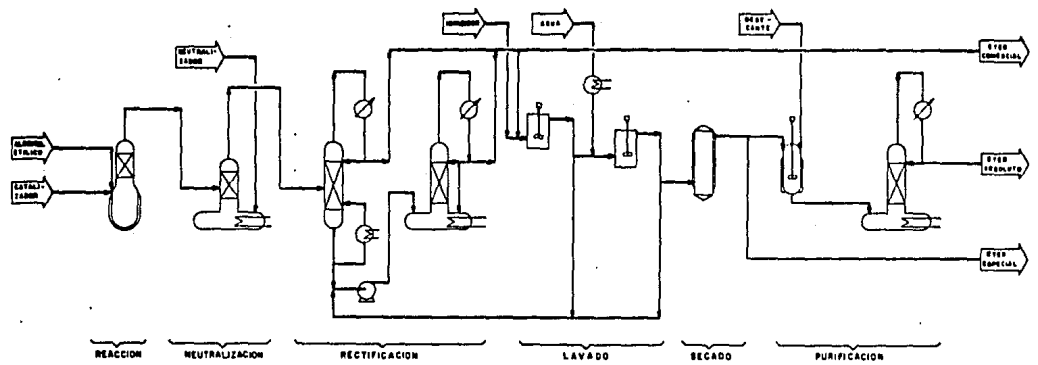 AGUA
DESE-
CANTE
NEUTRALI-
ZADOR
ETER
COMERCIAL
ALCOHOL
ETILICO
CATALI-
ZADOR
ETER
ABSOLUTO
ETER
ESPECIAL
REACCION
NEUTRALIZACION
RECTIFICACION
LAVADO
SECADO
PURIFICACION